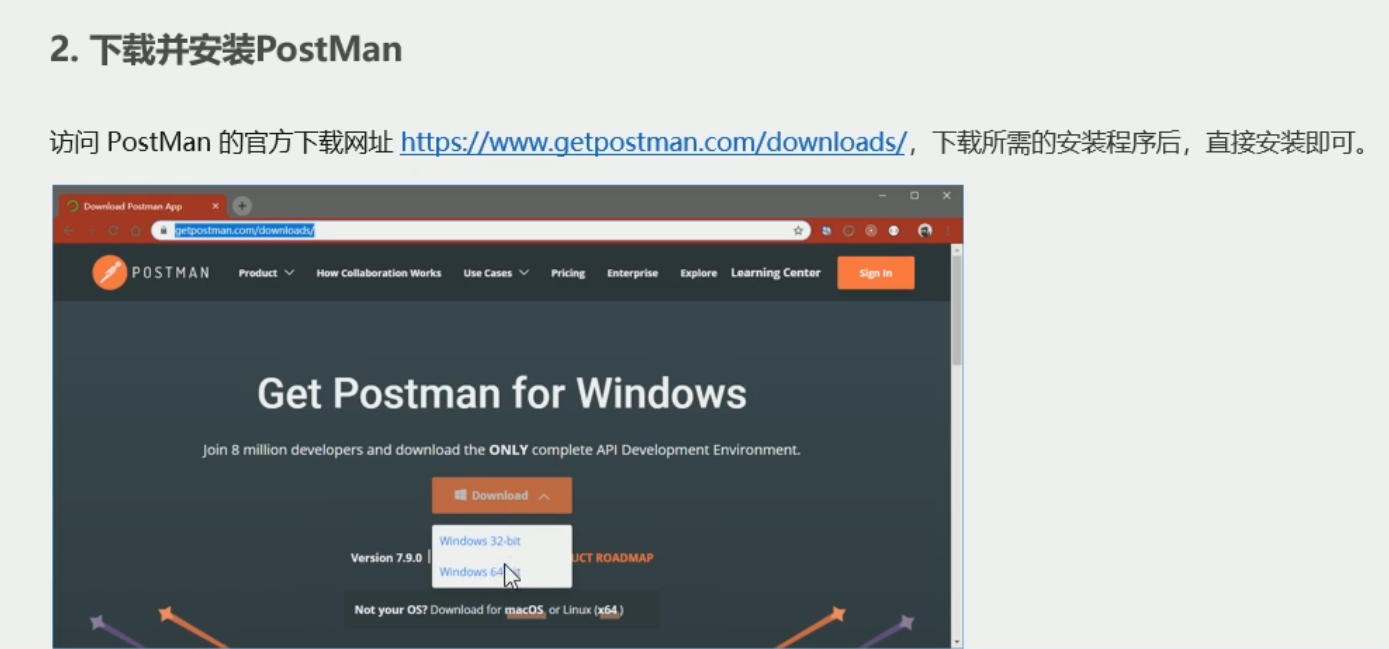 2. 下载并安装PostMan
访问 PostMan 的官方下载网址 https://www.getpostman.com/downloads/，下载所需的安装程序后，直接安装即可。
Download Postman App
getpostman.com/downloads/
POSTMAN Product How Collaboration Works Use Cases Pricing Enterprise Explore Learning Center Sign In
Get Postman for Windows
Join 8 million developers and download the ONLY complete API Development Environment.
Download
Windows 32-bit
Version 7.9.0 | UCT ROADMAP
Windows 64
Not your OS? Download for macOS or Linux (x64)